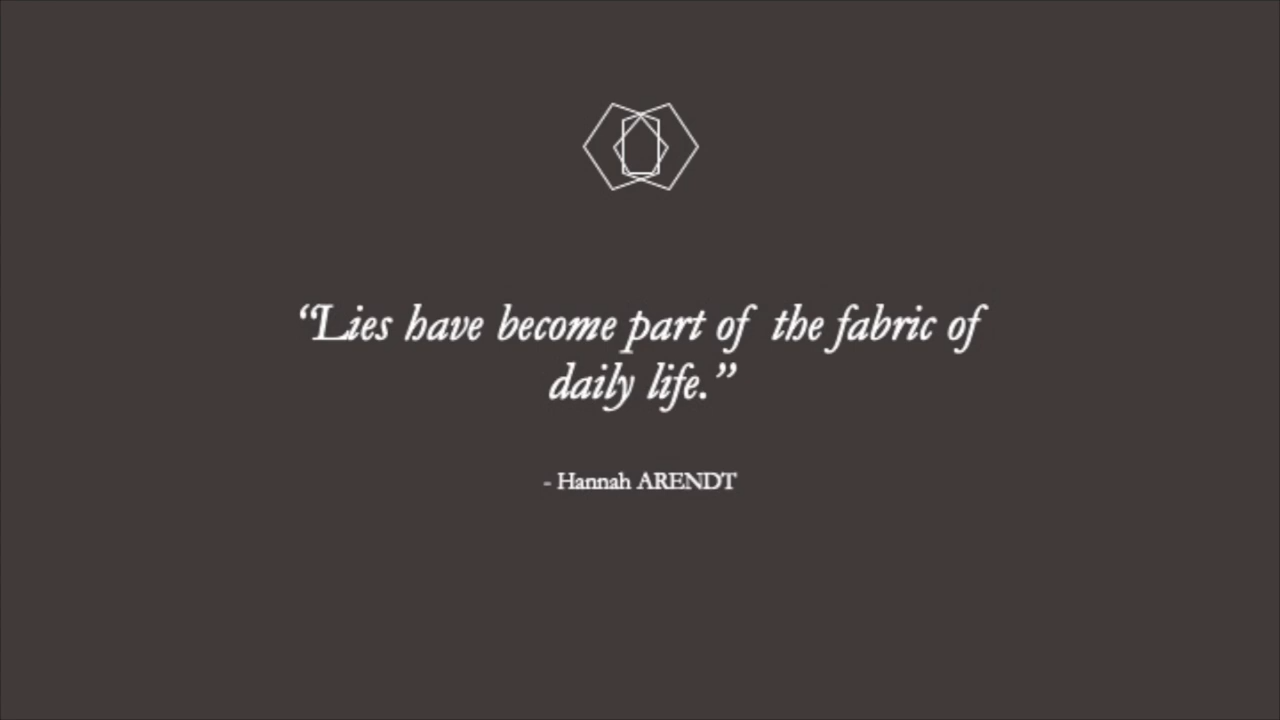 “Lies have become part of the fabric of
daily life.”
- Hannah ARENDT